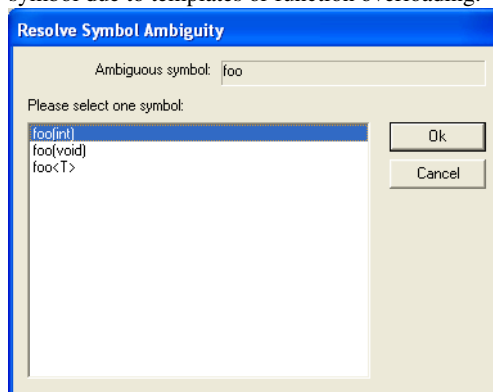 symbol due to templates or function overloading.
Resolve Symbol Ambiguity
Ambiguous symbol: foo
Please select one symbol:
foo(int)
foo(void)
foo<T>
Ok
Cancel